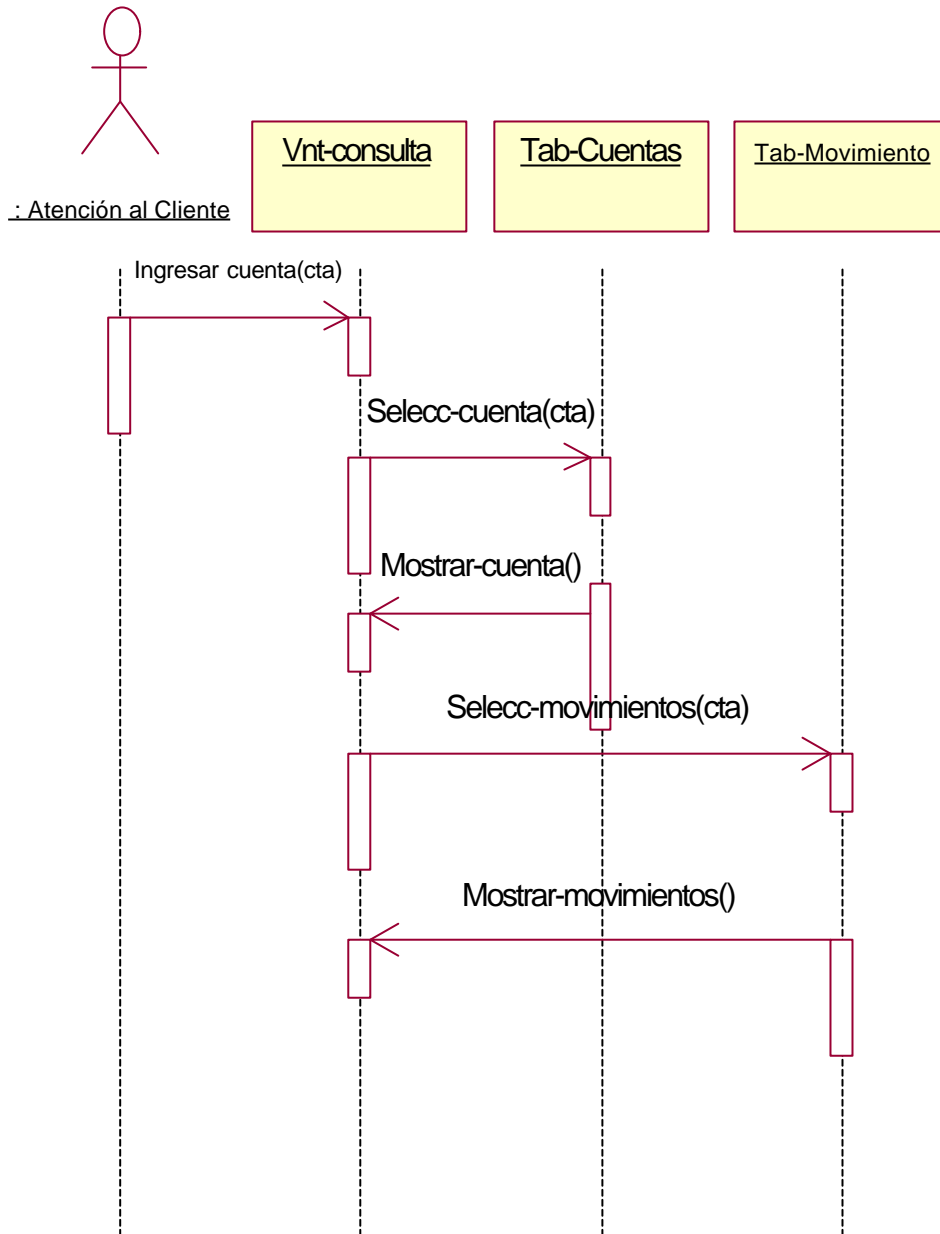 Vnt-consulta
Tab-Cuentas
Tab-Movimiento
: Atención al Cliente
Ingresar cuenta(cta)
Selecc-cuenta(cta)
Mostrar-cuenta()
Selecc-movimientos(cta)
Mostrar-movimientos()